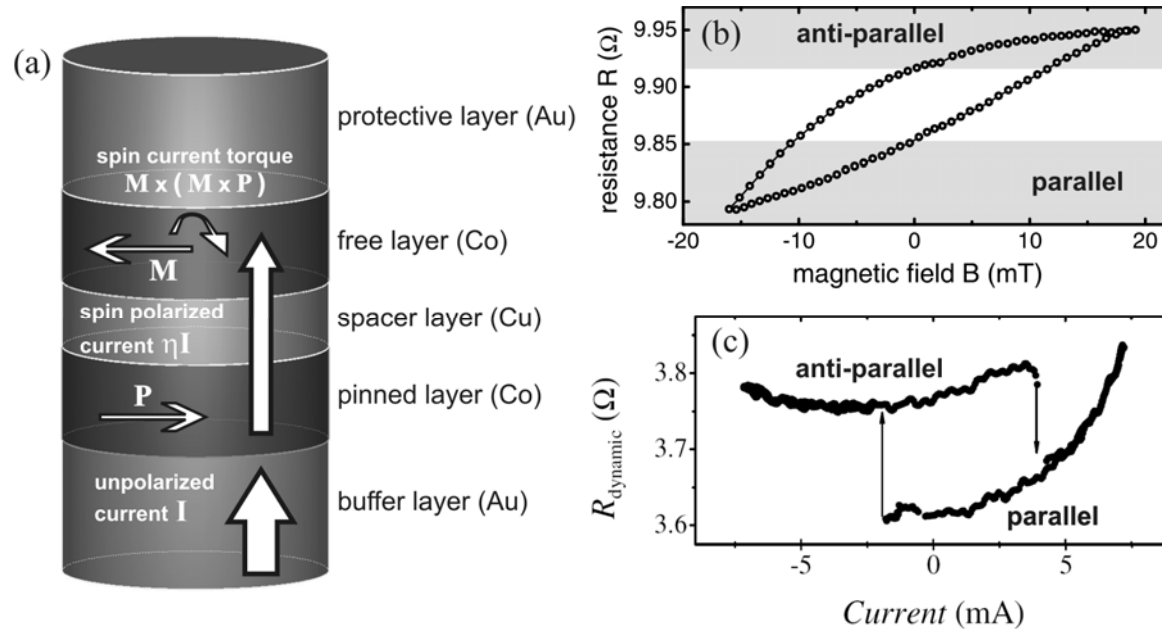 (a)
protective layer (Au)
spin current torque
M x ( M x P )
free layer (Co)
M
spin polarized
current ηI
spacer layer (Cu)
P
pinned layer (Co)
unpolarized
current I
buffer layer (Au)
(b)
anti-parallel
parallel
resistance R (Ω)
9.95
9.90
9.85
9.80
-20
-10
0
10
20
magnetic field B (mT)
(c)
anti-parallel
parallel
R dynamic (Ω)
3.8
3.7
3.6
-5
0
5
Current (mA)